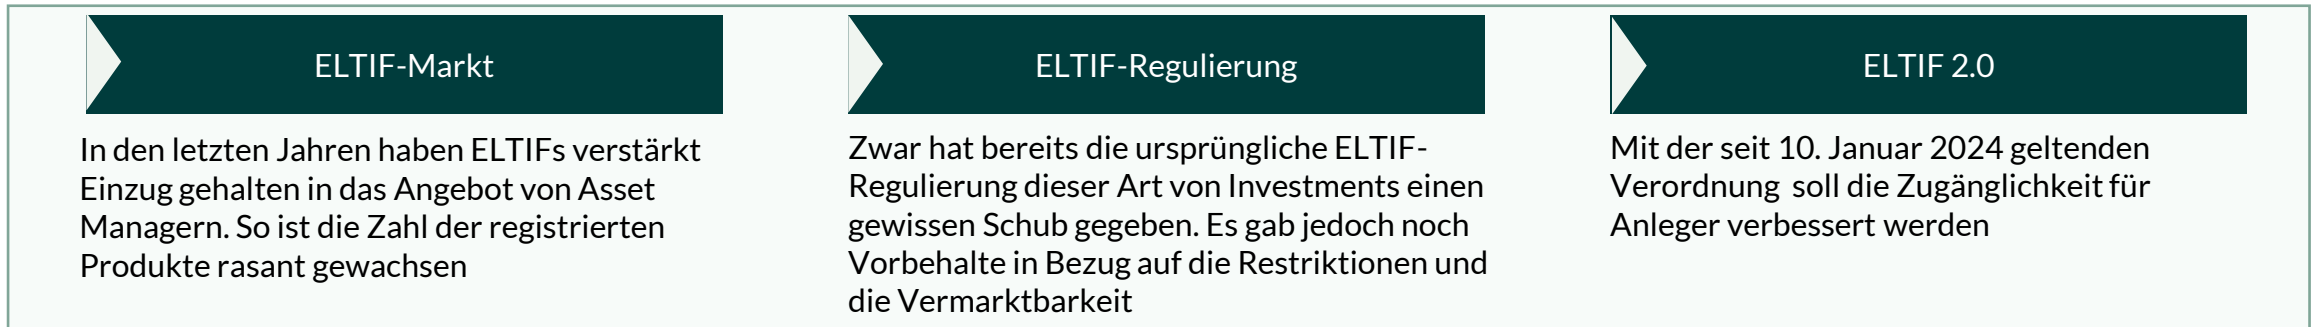 ELTIF-Markt
In den letzten Jahren haben ELTIFs verstärkt
Einzug gehalten in das Angebot von Asset
Managern. So ist die Zahl der registrierten
Produkte rasant gewachsen
ELTIF-Regulierung
Zwar hat bereits die ursprüngliche ELTIF-
Regulierung dieser Art von Investments einen
gewissen Schub gegeben. Es gab jedoch noch
Vorbehalte in Bezug auf die Restriktionen und
die Vermarktbarkeit
ELTIF 2.0
Mit der seit 10. Januar 2024 geltenden
Verordnung  soll die Zugänglichkeit für
Anleger verbessert werden